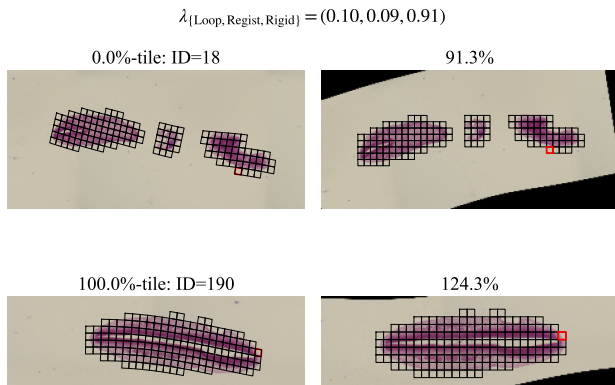 λ{Loop,Regist,Rigid} = (0.10, 0.09, 0.91)
0.0%-tile: ID=18
91.3%
100.0%-tile: ID=190
124.3%